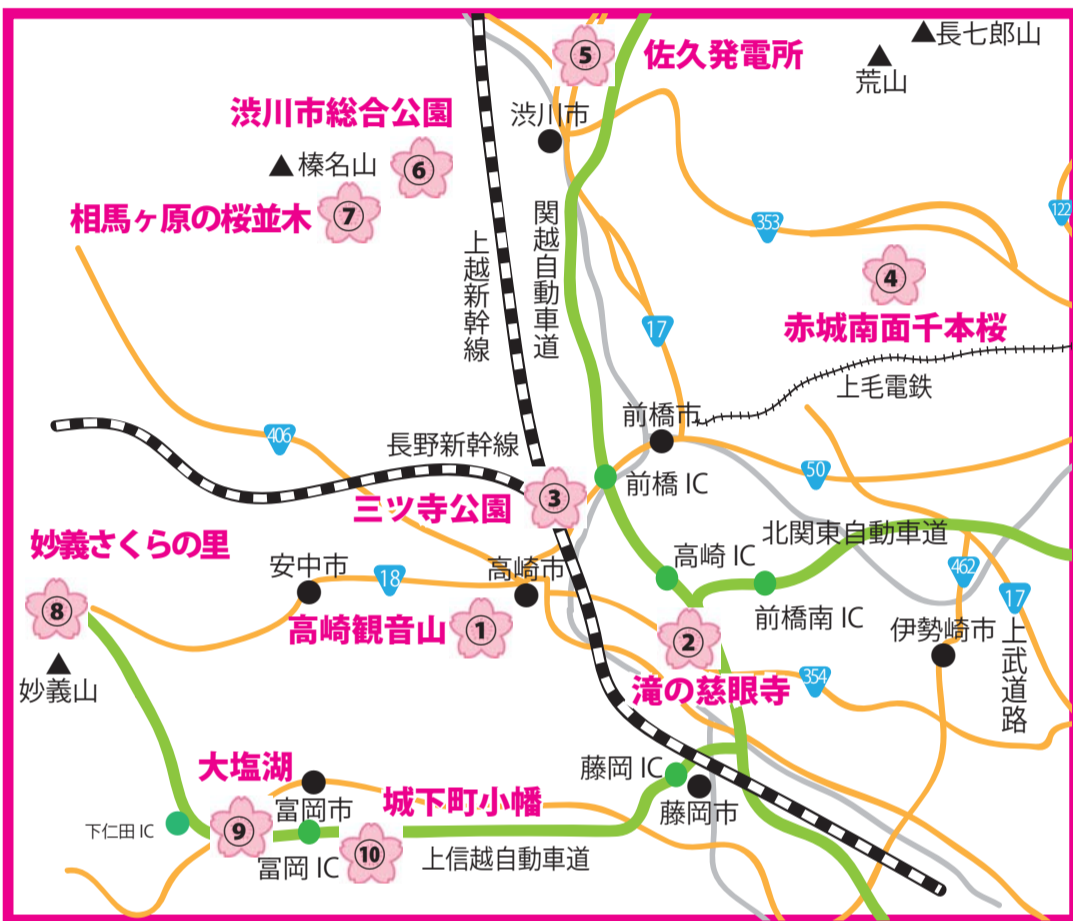 長七郎山
荒山
⑤
佐久発電所
渋川市総合公園
渋川市
榛名山
⑥
相馬ヶ原の桜並木
⑦
上越新幹線
関越自動車道
353
122
④
赤城南面千本桜
17
上毛電鉄
前橋市
406
長野新幹線
50
前橋 IC
③
三ツ寺公園
北関東自動車道
妙義さくらの里
安中市
18
高崎市
高崎 IC
462
17
⑧
高崎観音山
①
②
前橋南 IC
伊勢崎市
上武道路
妙義山
滝の慈眼寺
354
大塩湖
藤岡 IC
富岡市
城下町小幡
藤岡市
下仁田 IC
⑨
富岡 IC
⑩
上信越自動車道